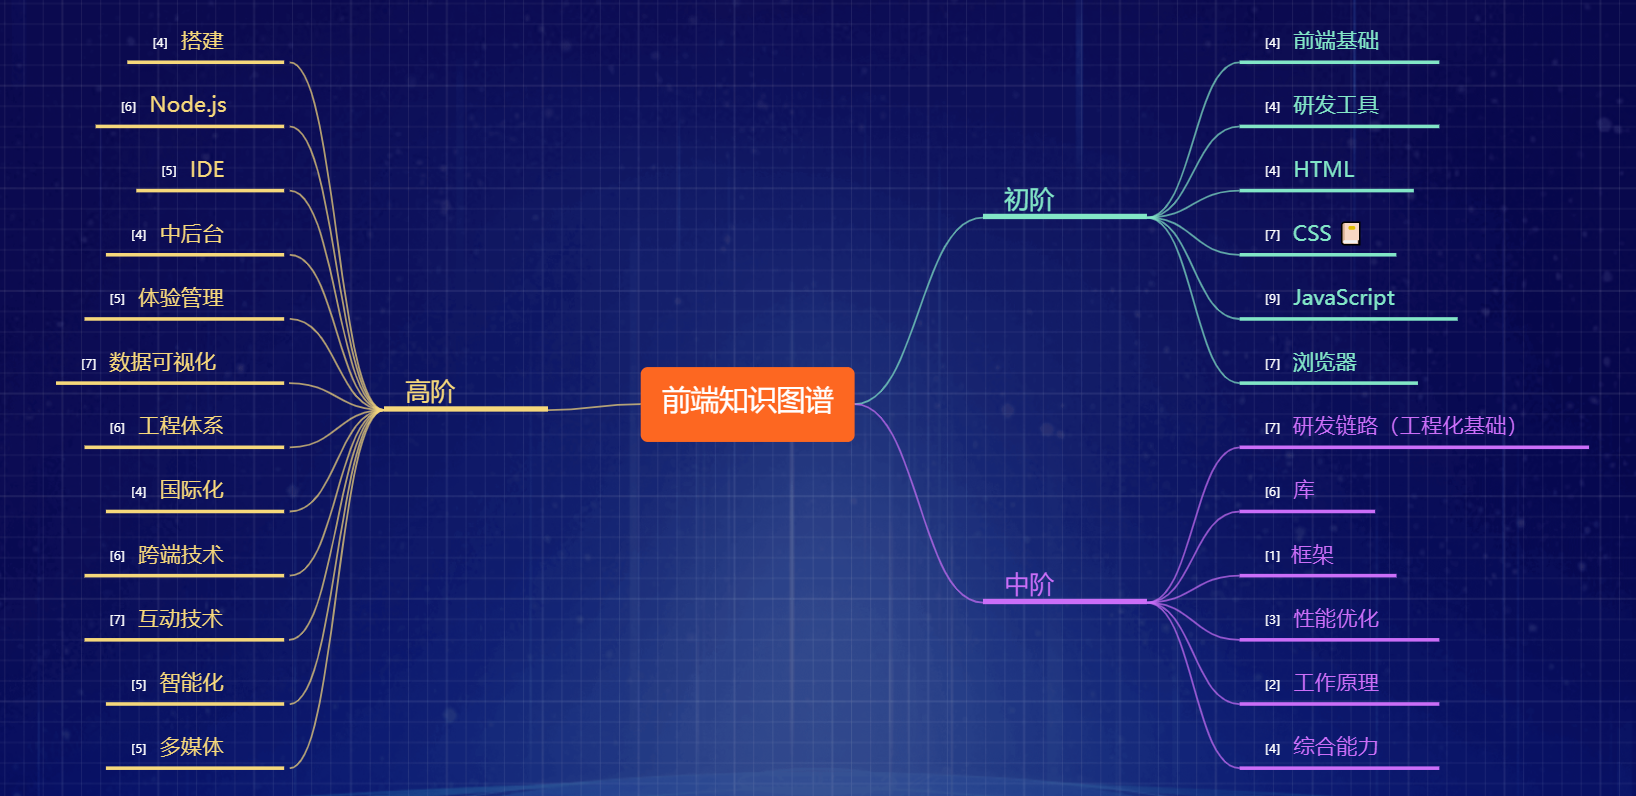 前端知识图谱
初阶
[4] 前端基础
[4] 研发工具
[4] HTML
[7] CSS
[9] JavaScript
[7] 浏览器
中阶
[7] 研发链路（工程化基础）
[6] 库
[1] 框架
[3] 性能优化
[2] 工作原理
[4] 综合能力
高阶
[4] 搭建
[6] Node.js
[5] IDE
[4] 中后台
[5] 体验管理
[7] 数据可视化
[6] 工程体系
[4] 国际化
[6] 跨端技术
[7] 互动技术
[5] 智能化
[5] 多媒体